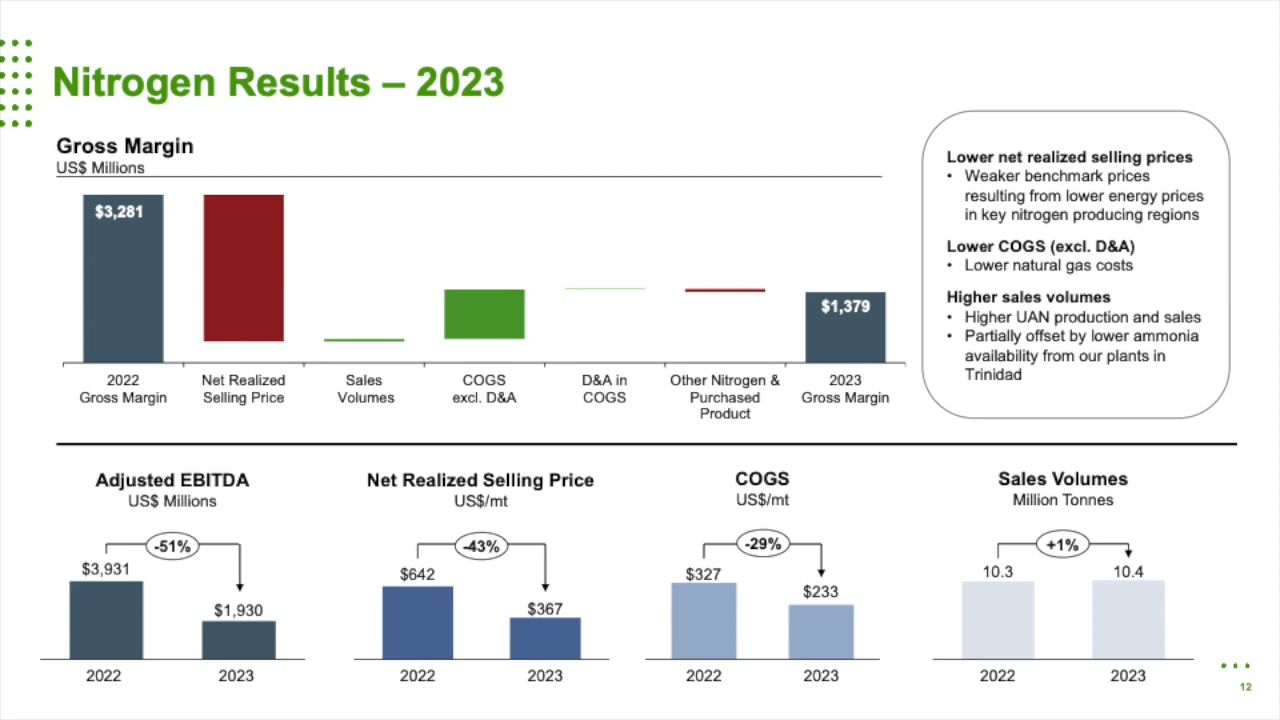 Nitrogen Results – 2023
Gross Margin
US$ Millions
$3,281
$1,379
2022
Gross Margin
Net Realized
Selling Price
Sales
Volumes
COGS
excl. D&A
D&A in
COGS
Other Nitrogen &
Purchased
Product
2023
Gross Margin
Lower net realized selling prices
• Weaker benchmark prices
resulting from lower energy prices
in key nitrogen producing regions
Lower COGS (excl. D&A)
• Lower natural gas costs
Higher sales volumes
• Higher UAN production and sales
• Partially offset by lower ammonia
availability from our plants in
Trinidad
Adjusted EBITDA
US$ Millions
-51%
$3,931
$1,930
2022
2023
Net Realized Selling Price
US$/mt
-43%
$642
$367
2022
2023
COGS
US$/mt
-29%
$327
$233
2022
2023
Sales Volumes
Million Tonnes
+1%
10.3
10.4
2022
2023
12